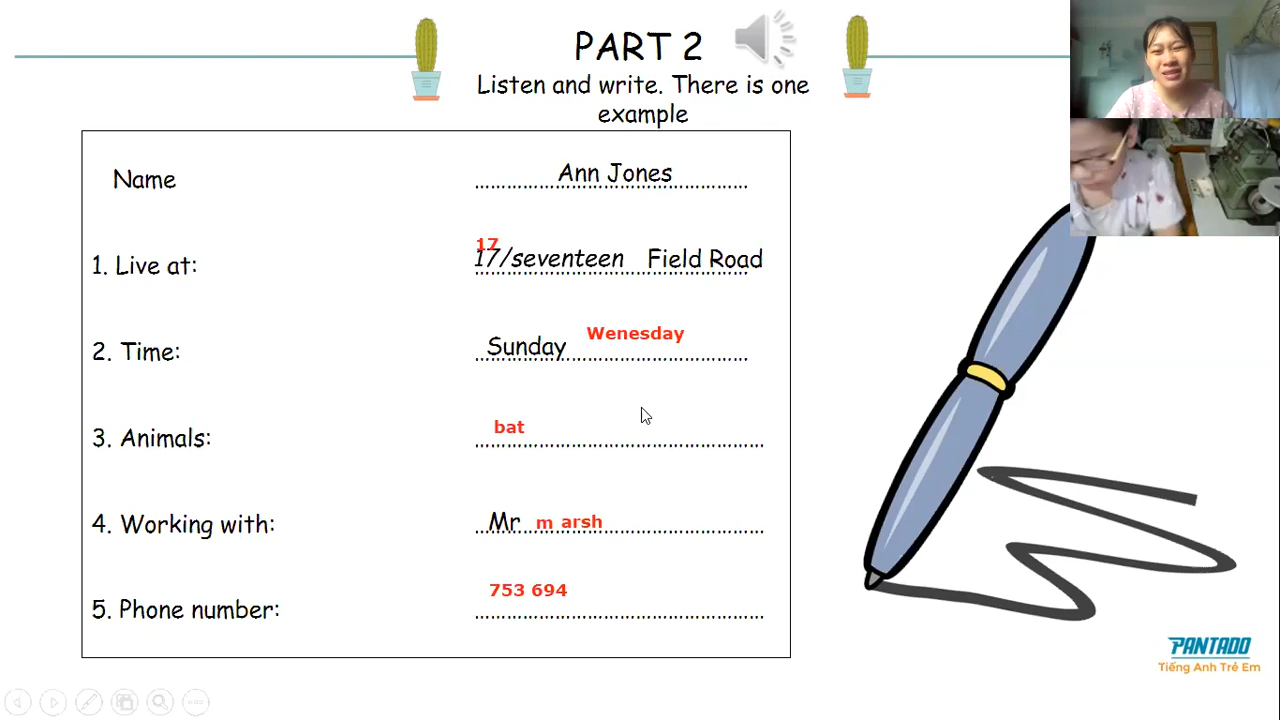 PART 2
Listen and write. There is one
example
Name Ann Jones
17
1. Live at: 17/seventeen Field Road
2. Time: Sunday Wenesday
3. Animals: bat
4. Working with: Mr m arsh
5. Phone number: 753 694
PANTADO
Tiếng Anh Trẻ Em